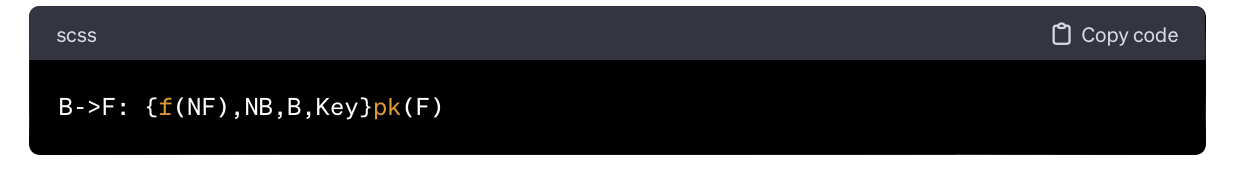 scss
Copy code
B->F: {f(NF),NB,B,Key}pk(F)